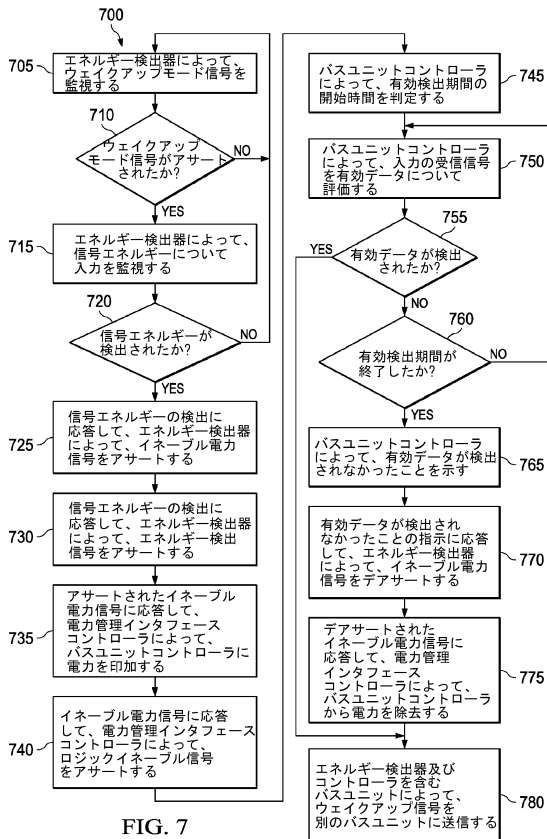 700
705
エネルギー検出器によって、
ウェイクアップモード信号を
監視する
710
ウェイクアップ
モード信号がアサート
されたか?
NO
YES
715
エネルギー検出器によって、
信号エネルギーについて
入力を監視する
720
信号エネルギーが
検出されたか?
NO
YES
725
信号エネルギーの検出に
応答して、エネルギー検出器
によって、イネーブル電力
信号をアサートする
730
信号エネルギーの検出に
応答して、エネルギー検出器
によって、エネルギー検出
信号をアサートする
735
アサートされたイネーブル
電力信号に応答して、
電力管理インタフェース
コントローラによって、
バスユニットコントローラに
電力を印加する
740
イネーブル電力信号に応答
して、電力管理インタフェース
コントローラによって、
ロジックイネーブル信号
をアサートする
バスユニットコントローラ
によって、有効検出期間の
開始時間を判定する
745
バスユニットコントローラ
によって、入力の受信信号
を有効データについて
評価する
750
755
有効データが検出
されたか?
YES
NO
760
有効検出期間が
終了したか?
NO
YES
バスユニットコントローラ
によって、有効データが検出
されなかったことを示す
765
有効データが検出され
なかったことの指示に応答
して、エネルギー検出器
によって、イネーブル電力
信号をデアサートする
770
デアサートされた
イネーブル電力信号に
応答して、電力管理
インタフェース
コントローラによって、
バスユニットコントローラ
から電力を除去する
775
エネルギー検出器及び
コントローラを含む
バスユニットによって、
ウェイクアップ信号を
別のバスユニットに送信する
780
FIG. 7